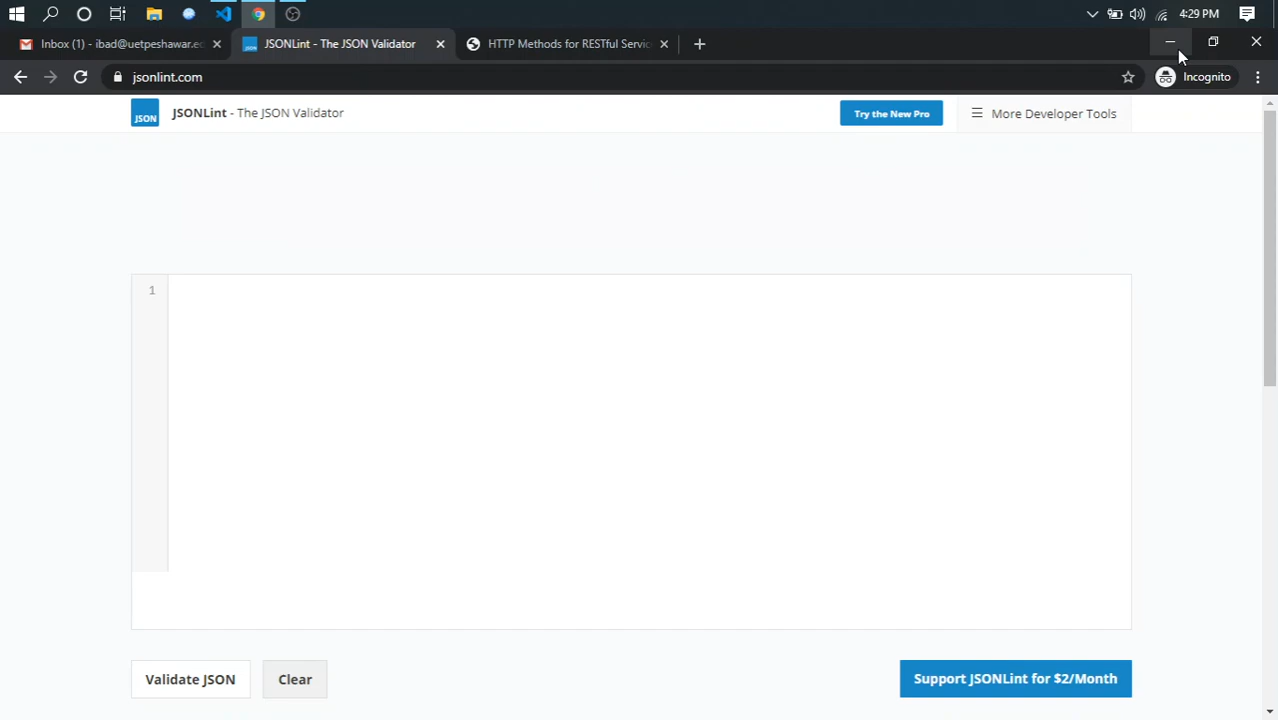 4:29 PM
Inbox (1) - ibad@uetpeshawar.ed
JSONLint - The JSON Validator
HTTP Methods for RESTful Servic
jsonlint.com
Incognito
JSON
JSONLint - The JSON Validator
Try the New Pro
More Developer Tools
1
Validate JSON
Clear
Support JSONLint for $2/Month